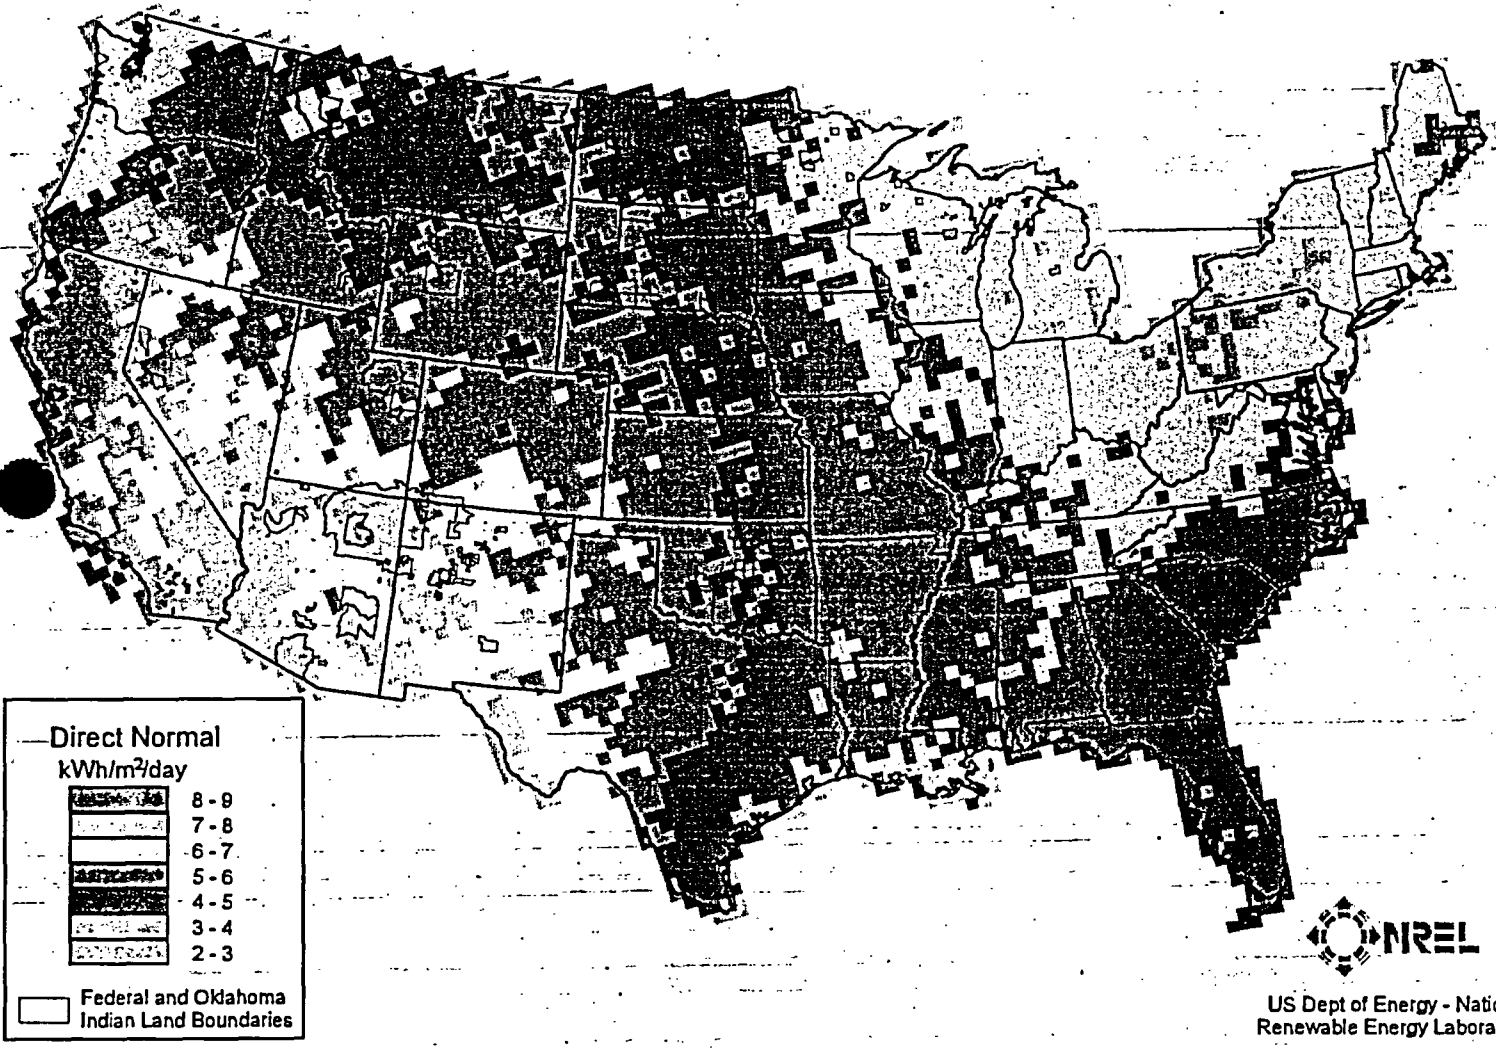 Direct Normal
kWh/m²/day
8 - 9
7 - 8
6 - 7
5 - 6
4 - 5
3 - 4
2 - 3
Federal and Oklahoma
Indian Land Boundaries
NREL
US Dept of Energy - Natio
Renewable Energy Labora